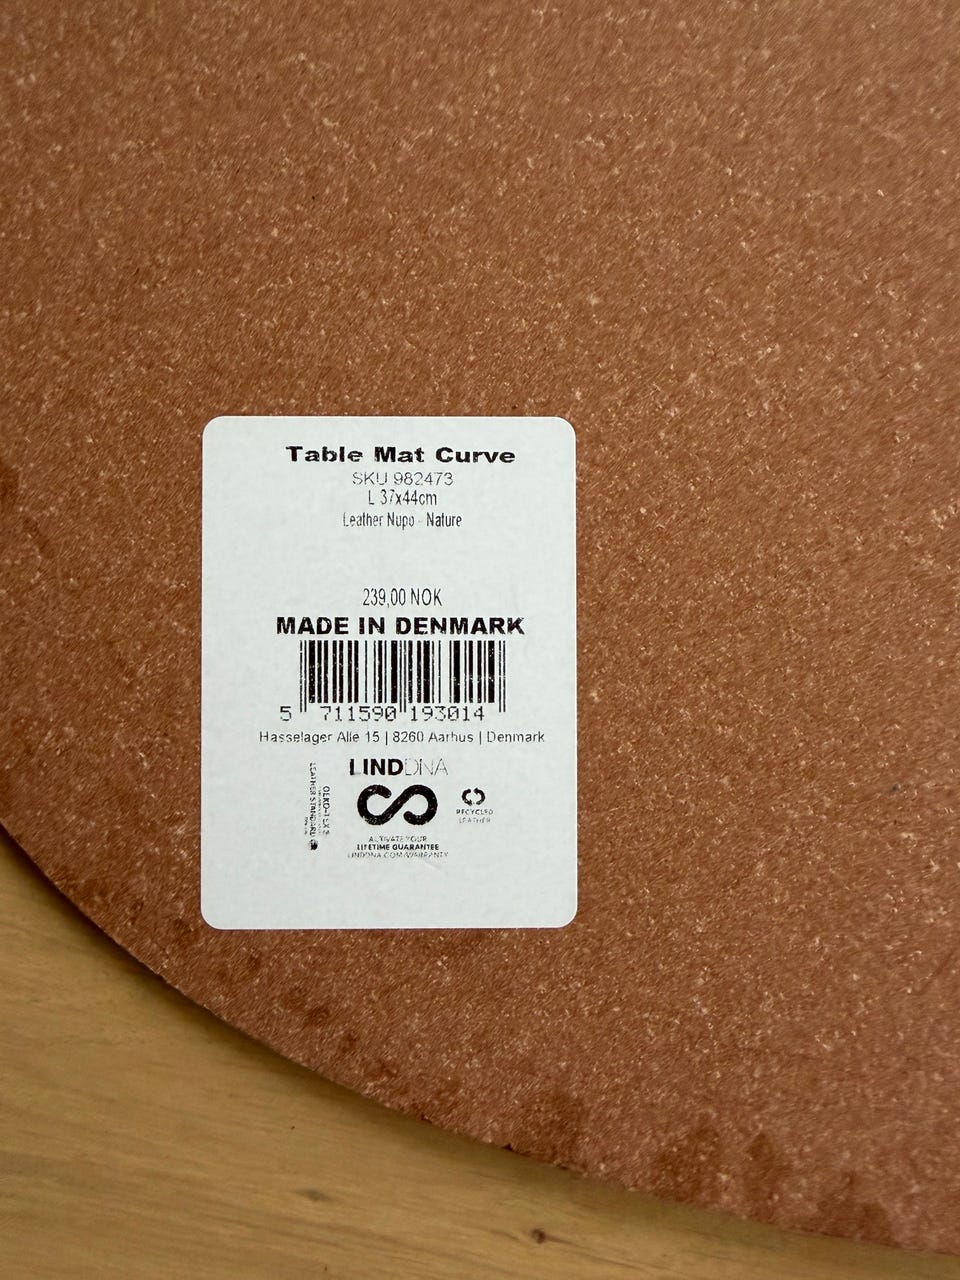 Table Mat Curve
SKU 982473
L 37x44cm
Leather Nupo - Nature
239,00 NOK
MADE IN DENMARK
5 711590 193014
Hasselager Alle 15 | 8260 Aarhus | Denmark
LINDDNA
LEATHER STANDARD
OEKO-TEX®
RECYCLED
LEATHER
ACTIVATE YOUR
LIFETIME GUARANTEE
LINDDNA.COM/WARRANTY